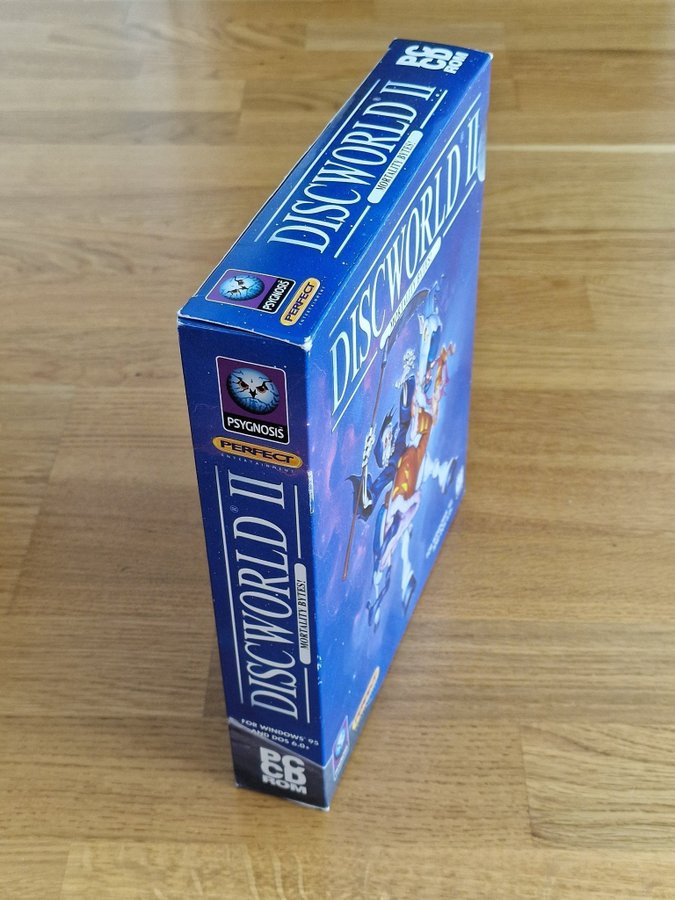 PC
CD
ROM
DISCWORLD® II
MORTALITY BYTES!
PSYGNOSIS
PERFECT
ENTERTAINMENT
DISCWORLD II
MORTALITY BYTES!
PSYGNOSIS
PERFECT
ENTERTAINMENT
DISCWORLD® II
MORTALITY BYTES!
FOR WINDOWS® 95
AND DOS 6.0+
PC
CD
ROM
PERFECT